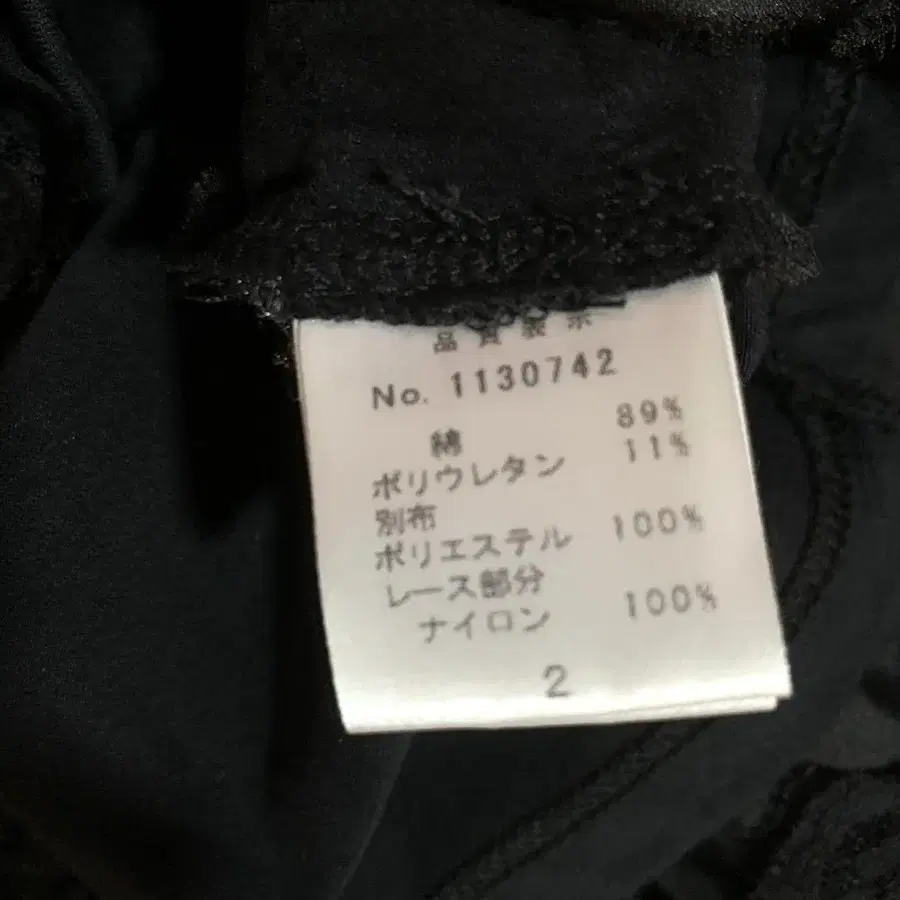 品質表示
No. 1130742
綿 89%
ポリウレタン 11%
別布
ポリエステル 100%
レース部分
ナイロン 100%
2